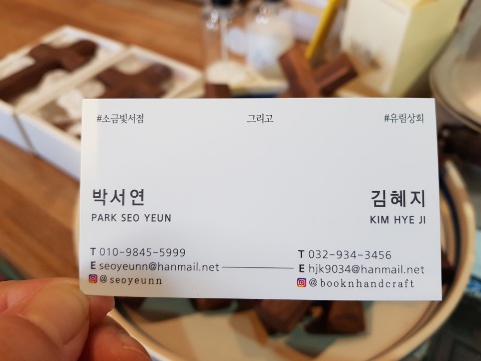 #소금빛서점 그리고 #유림상회
박서연 김혜지
PARK SEO YEUN KIM HYE JI
T 010-9845-5999 T 032-934-3456
E seoyeunn@hanmail.net E hjk9034@hanmail.net
@seoyeunn @booknhandcraft